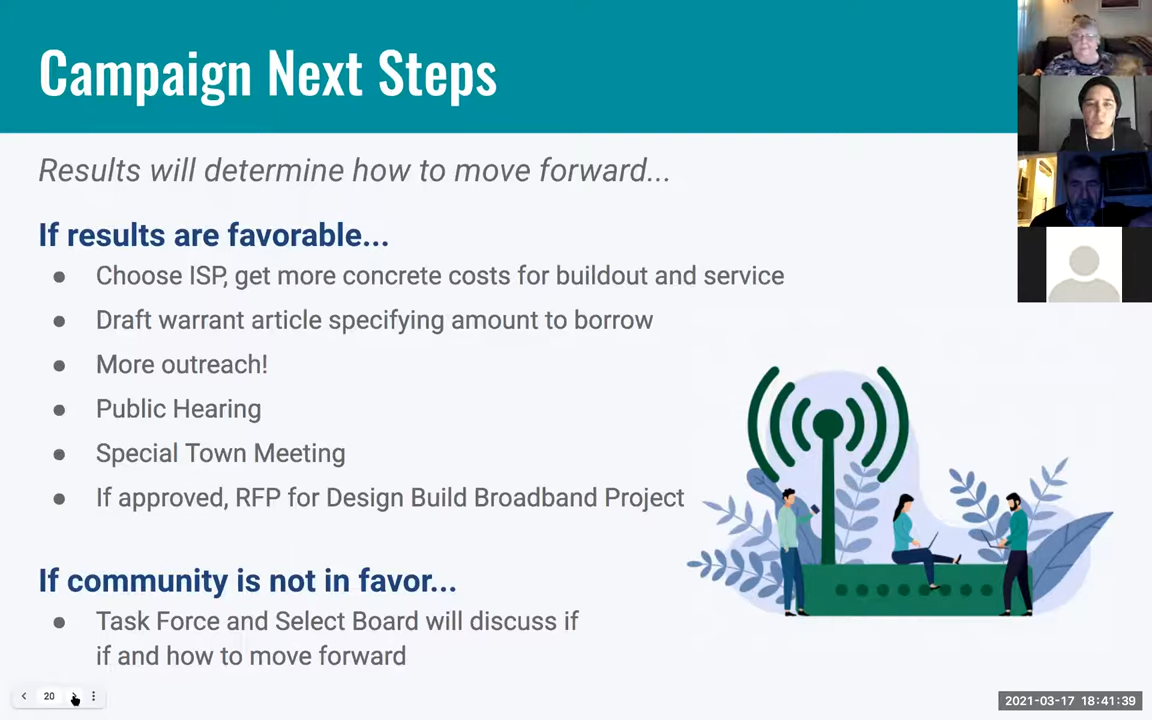 Campaign Next Steps
Results will determine how to move forward...
If results are favorable...
● Choose ISP, get more concrete costs for buildout and service
● Draft warrant article specifying amount to borrow
● More outreach!
● Public Hearing
● Special Town Meeting
● If approved, RFP for Design Build Broadband Project
If community is not in favor...
● Task Force and Select Board will discuss if
if and how to move forward
20
2021-03-17 18:41:39